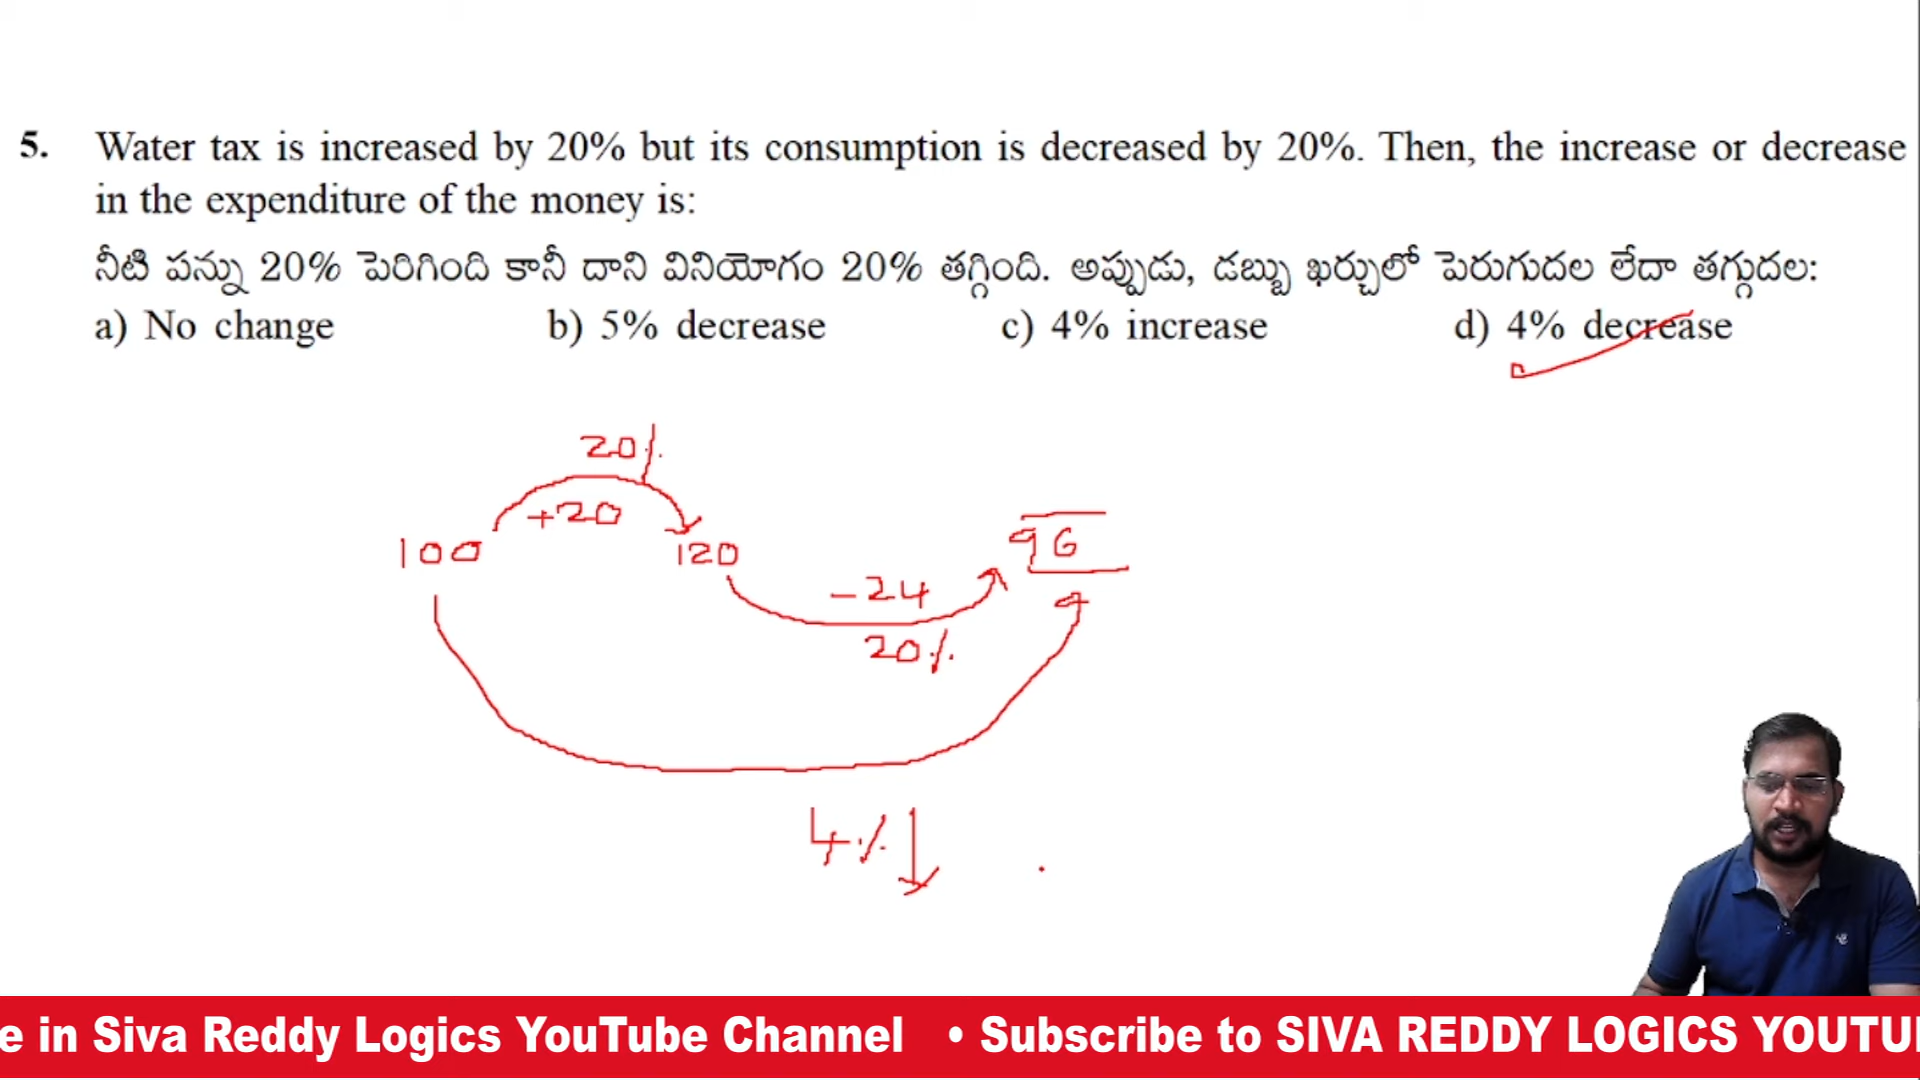 5. Water tax is increased by 20% but its consumption is decreased by 20%. Then, the increase or decrease
in the expenditure of the money is:
నీటి పన్ను 20% పెరిగింది కానీ దాని వినియోగం 20% తగ్గింది. అప్పుడు, డబ్బు ఖర్చులో పెరుగుదల లేదా తగ్గుదల:
a) No change b) 5% decrease c) 4% increase d) 4% decrease
20%
+20
100 120 96
-24
20%
4%↓
e in Siva Reddy Logics YouTube Channel • Subscribe to SIVA REDDY LOGICS YOUTU